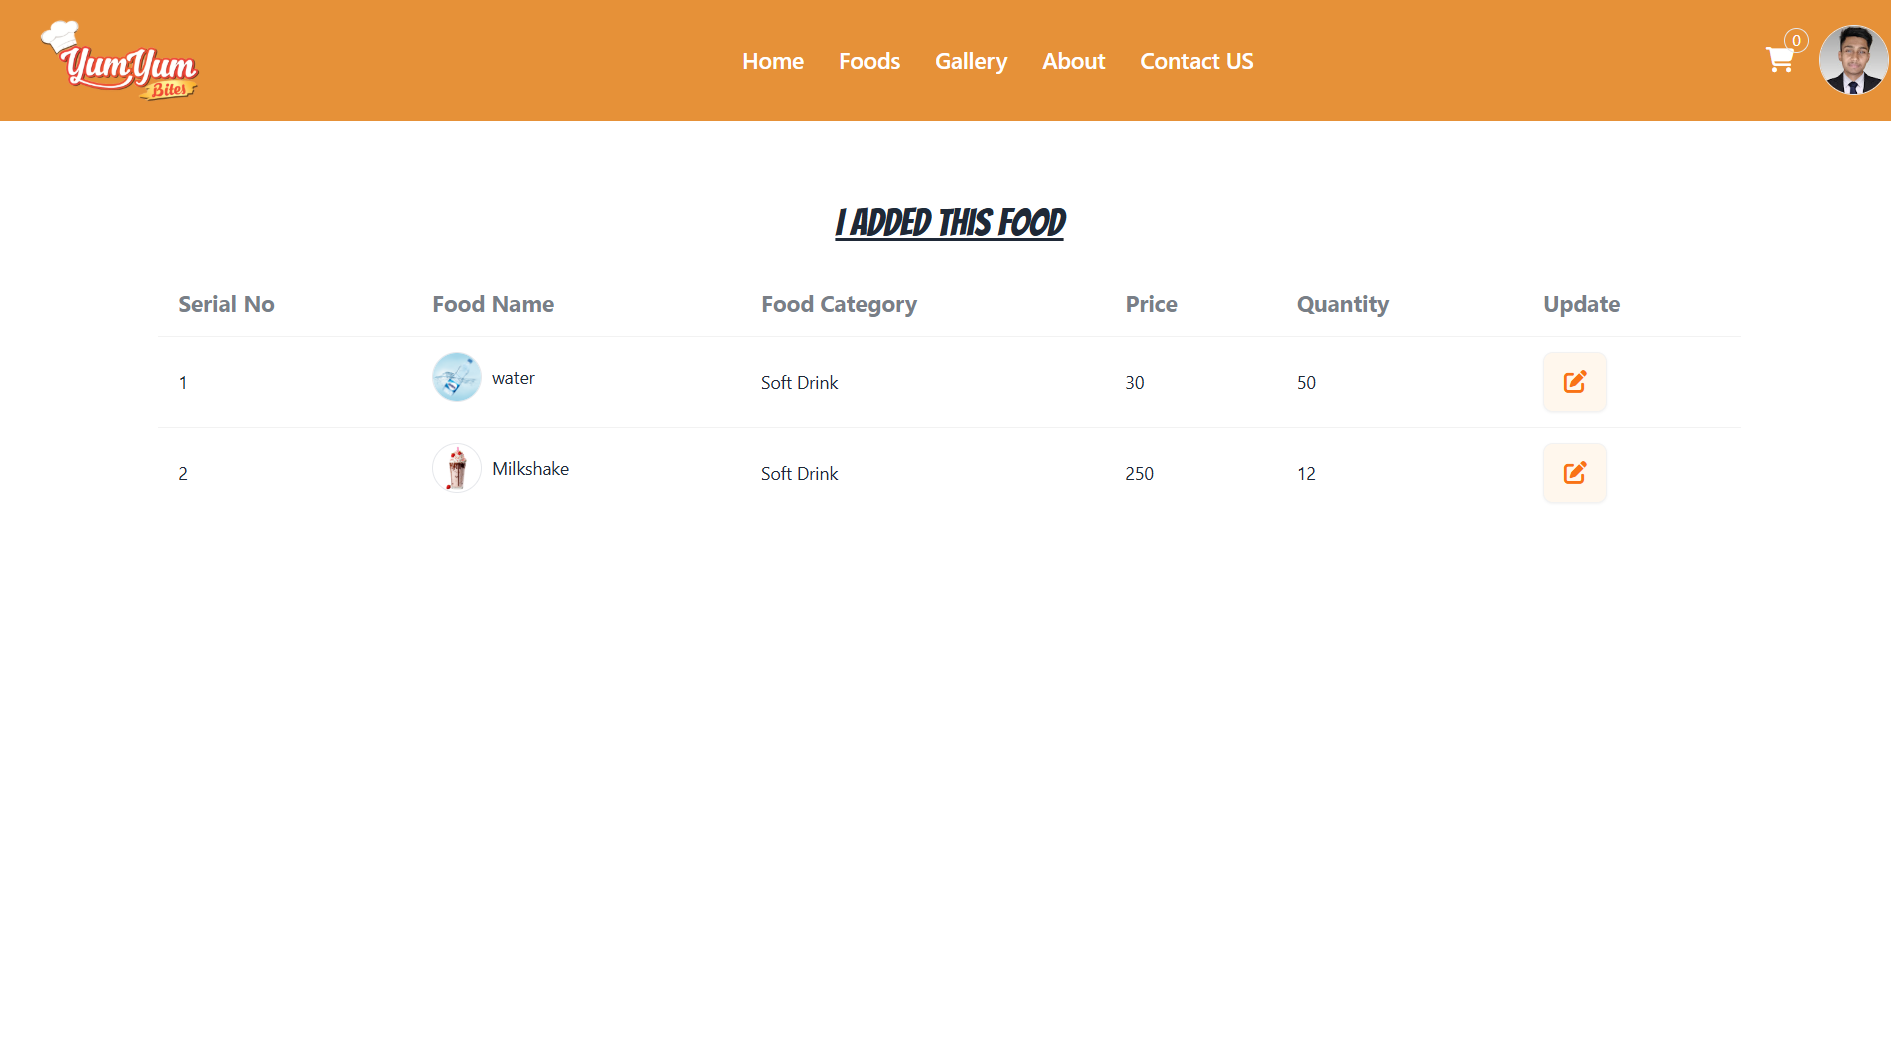 YumYum
Bites
Home Foods Gallery About Contact US
0
I ADDED THIS FOOD
Serial No Food Name Food Category Price Quantity Update
1 water Soft Drink 30 50
2 Milkshake Soft Drink 250 12